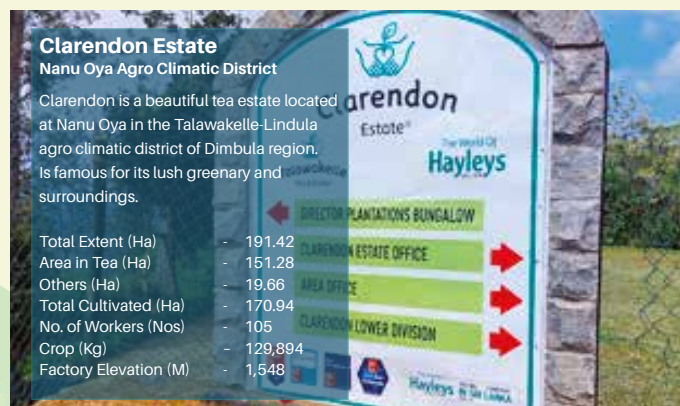 Clarendon Estate
Nanu Oya Agro Climatic District
Clarendon is a beautiful tea estate located
at Nanu Oya in the Talawakelle-Lindula
agro climatic district of Dimbula region.
Is famous for its lush greenary and
surroundings.
Total Extent (Ha) - 191.42
Area in Tea (Ha) - 151.28
Others (Ha) - 19.66
Total Cultivated (Ha) - 170.94
No. of Workers (Nos) - 105
Crop (Kg) – 129,894
Factory Elevation (M) - 1,548
Clarendon
Estate®
The World Of
Hayleys
Talawakelle
DIRECTOR PLANTATIONS BUNGALOW
CLARENDON ESTATE OFFICE
AREA OFFICE
CLARENDON LOWER DIVISION
Hayleys
SRI LANKA